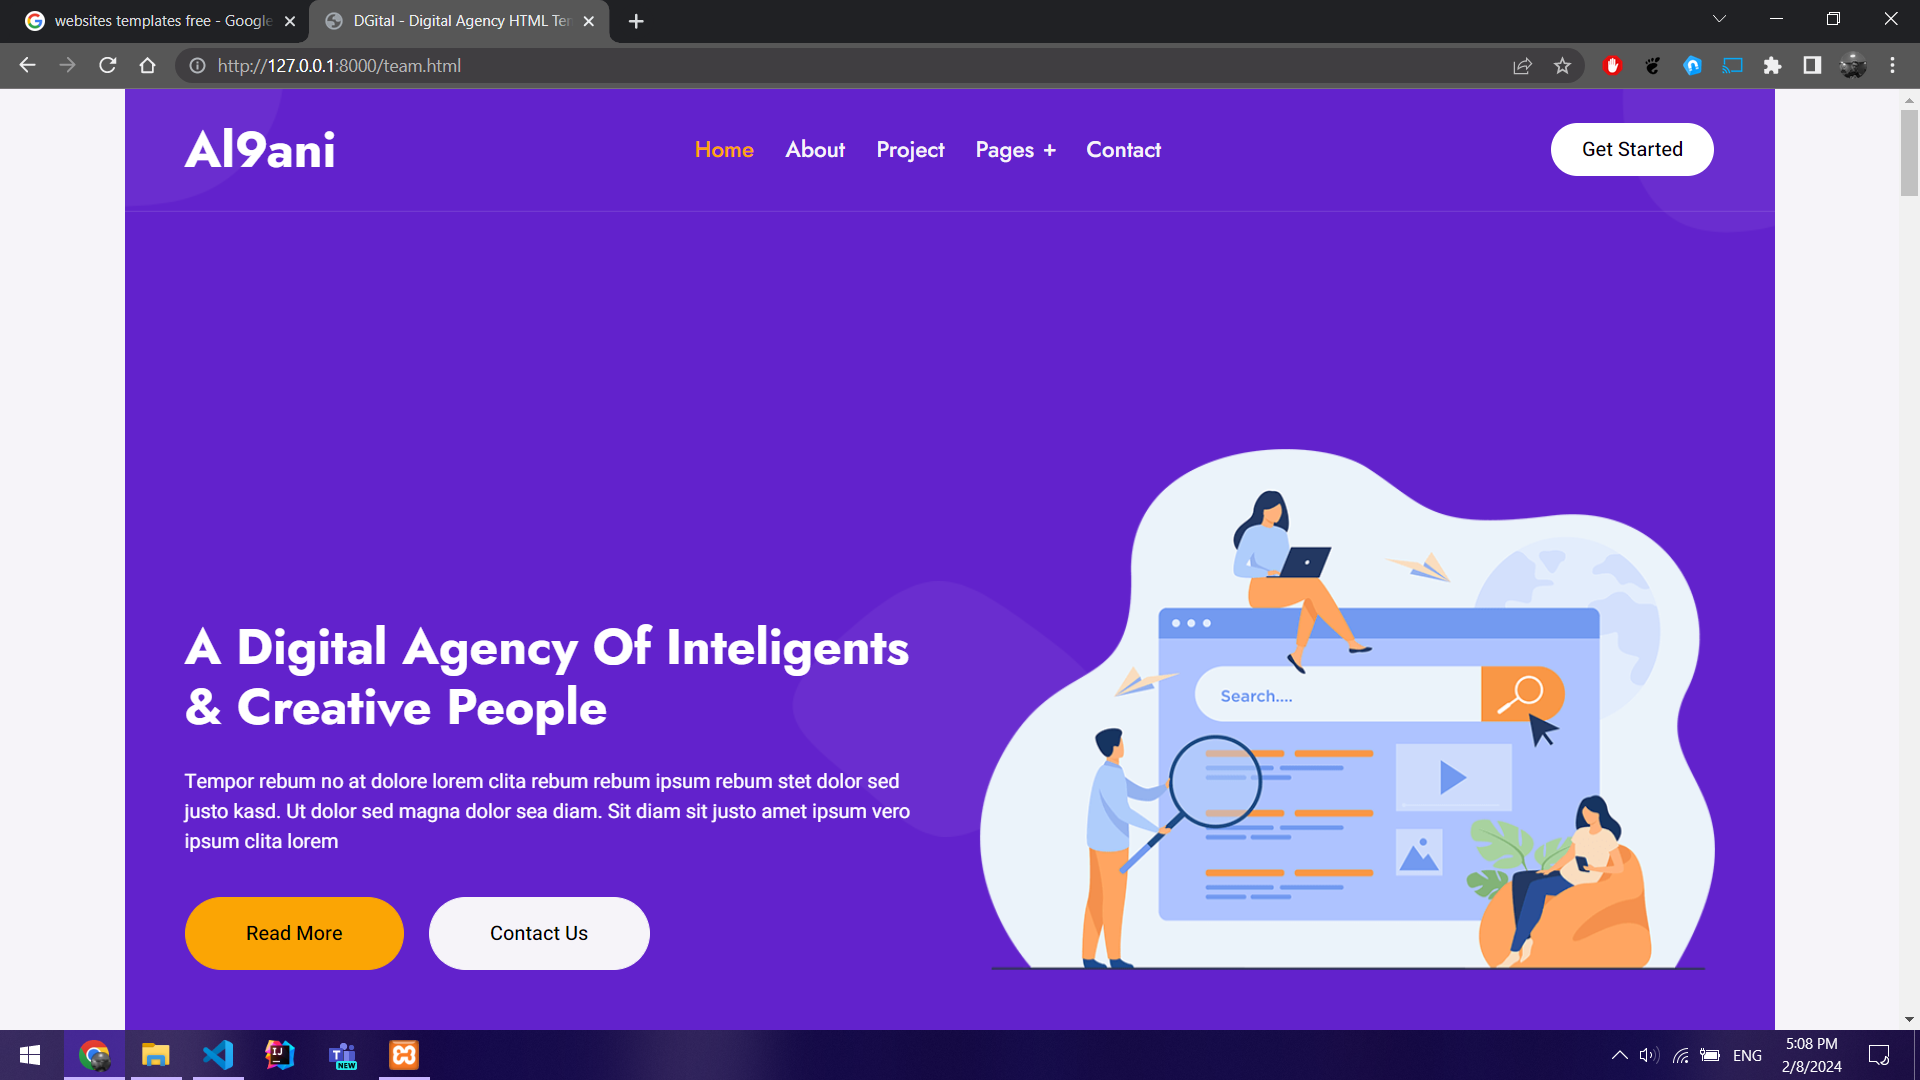 websites templates free - Google
DGital - Digital Agency HTML Ter
http://127.0.0.1:8000/team.html
Al9ani
Home About Project Pages + Contact
Get Started
A Digital Agency Of Inteligents
& Creative People
Tempor rebum no at dolore lorem clita rebum rebum ipsum rebum stet dolor sed
justo kasd. Ut dolor sed magna dolor sea diam. Sit diam sit justo amet ipsum vero
ipsum clita lorem
Read More
Contact Us
Search....
IJ
NEW
ENG
5:08 PM
2/8/2024